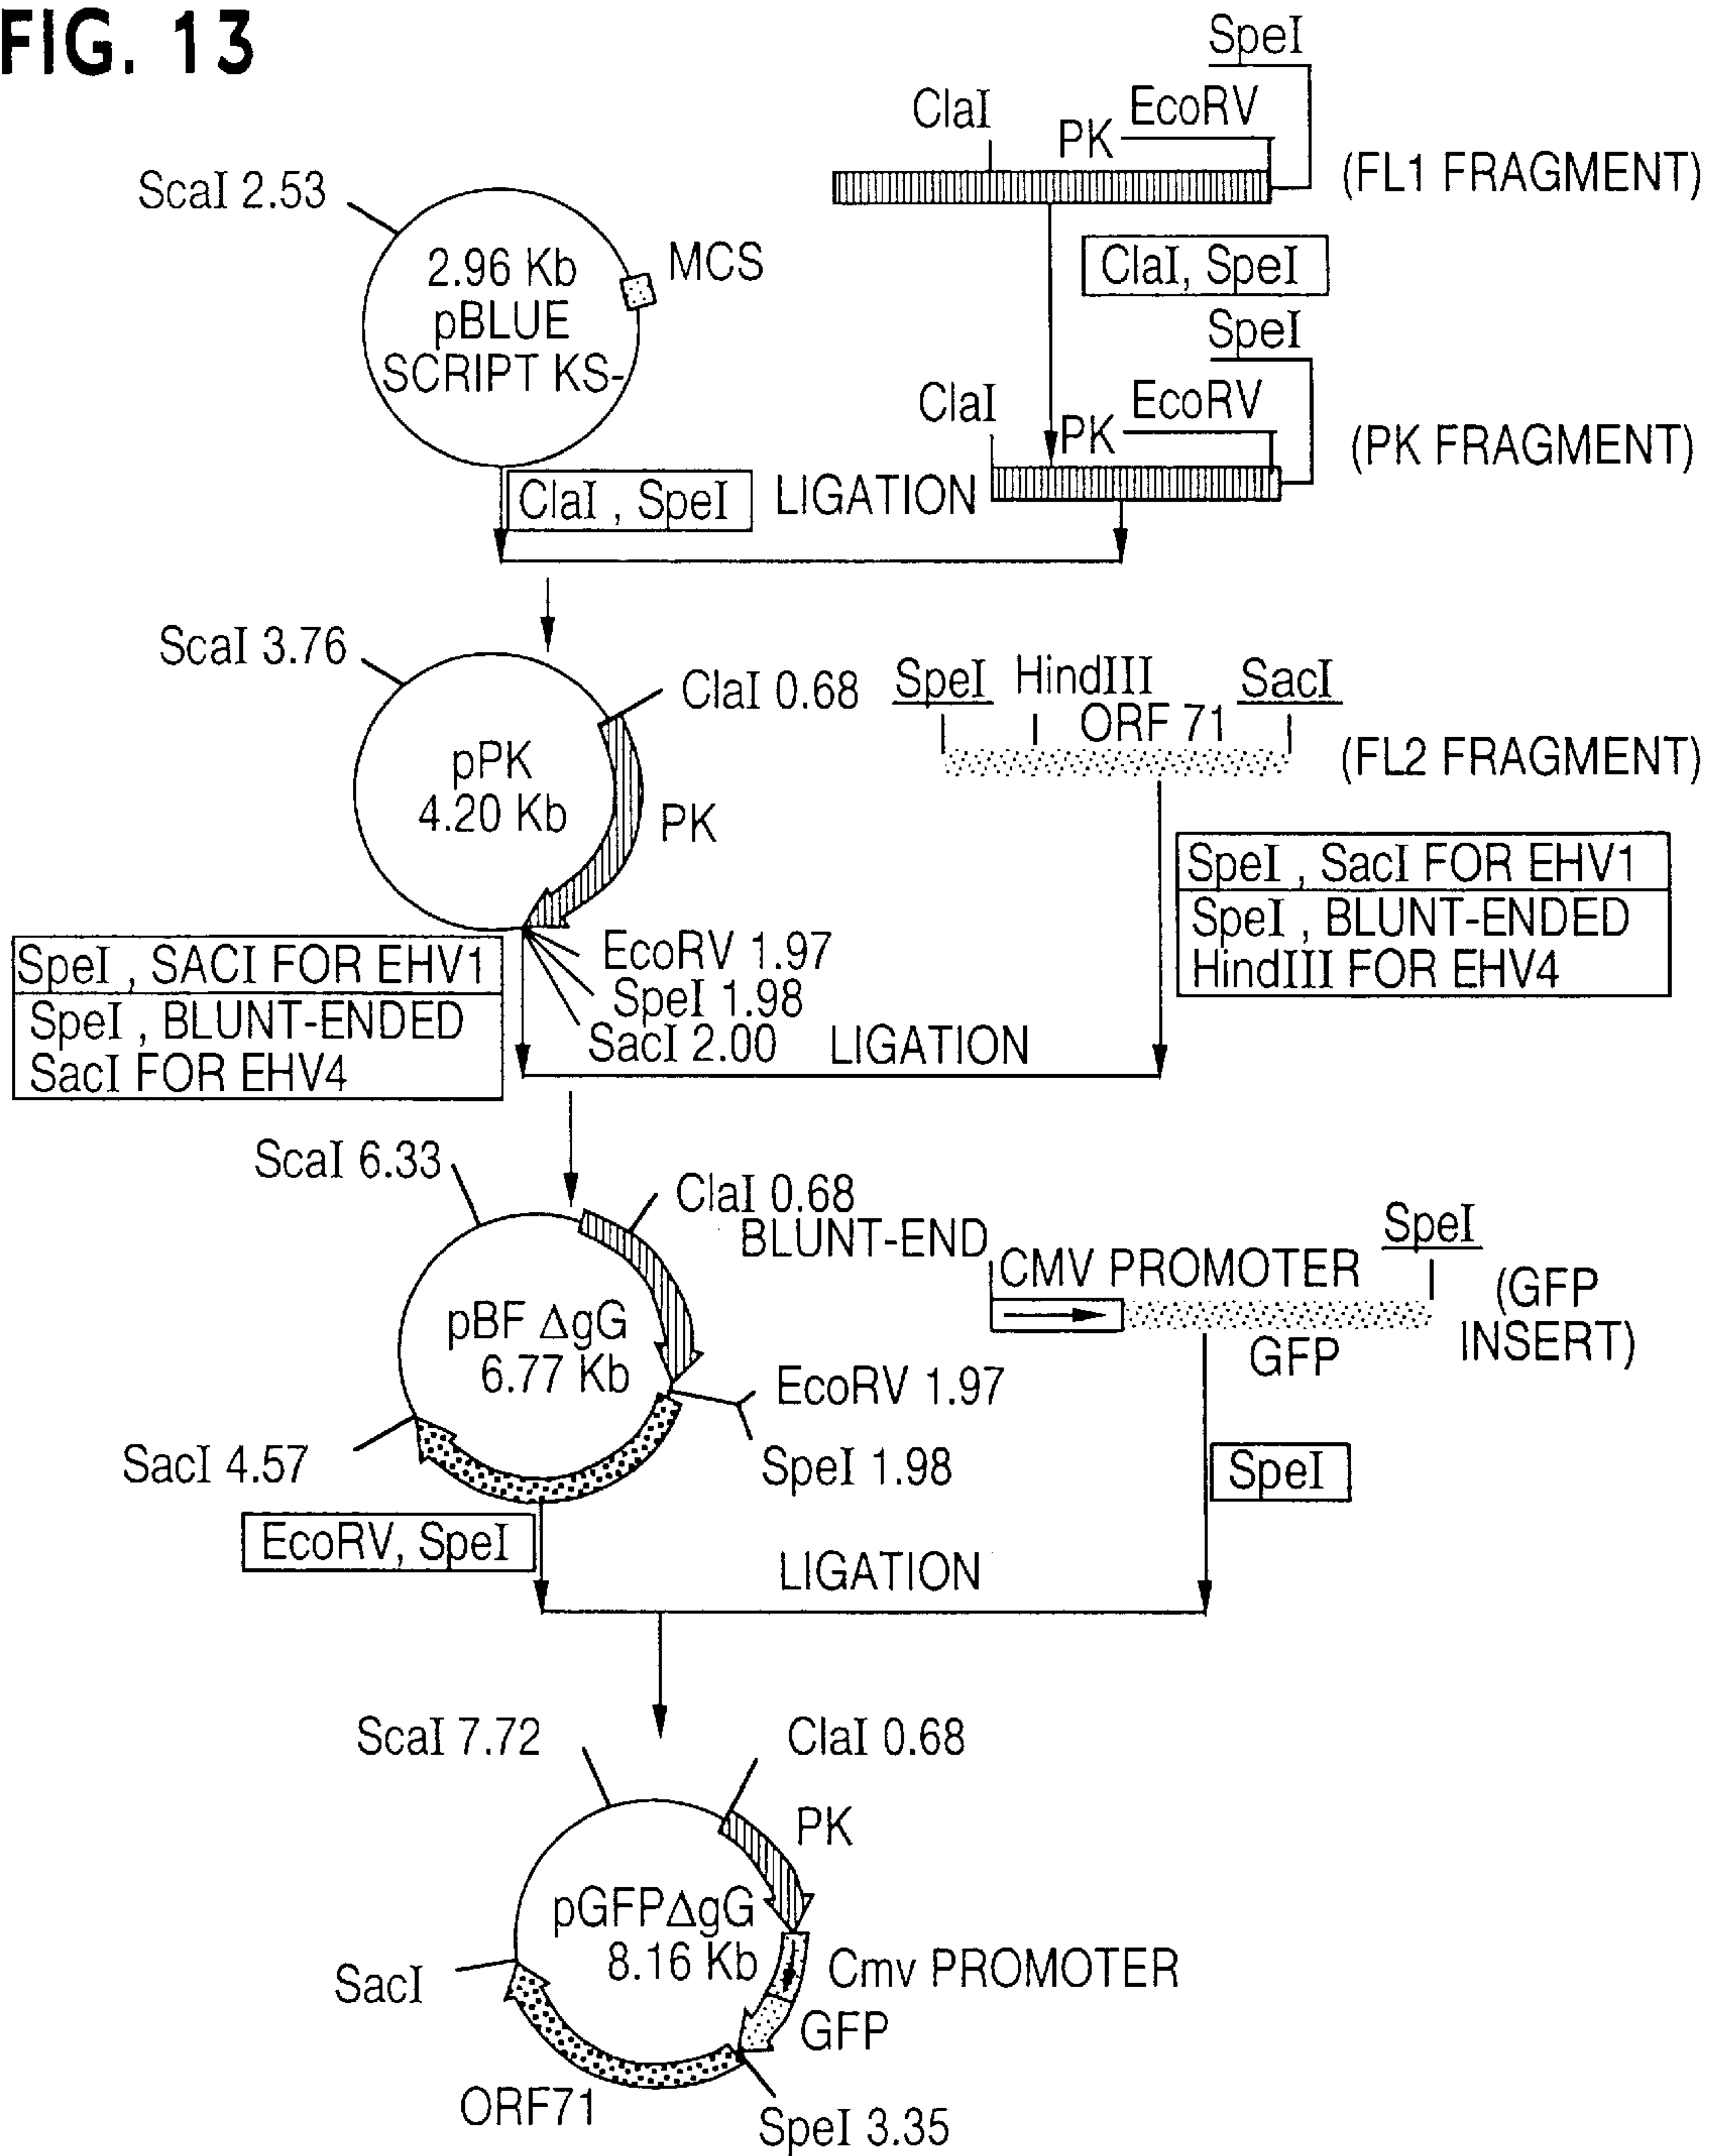 FIG. 13
SpeI
ClaI
EcoRV
PK
(FL1 FRAGMENT)
ScaI 2.53
2.96 Kb
pBLUE
SCRIPT KS-
MCS
ClaI, SpeI
SpeI
ClaI
EcoRV
PK
(PK FRAGMENT)
ClaI , SpeI
LIGATION
ScaI 3.76
ClaI 0.68
pPK
4.20 Kb
PK
SpeI
HindIII
SacI
ORF 71
(FL2 FRAGMENT)
SpeI , SacI FOR EHV1
SpeI , BLUNT-ENDED
HindIII FOR EHV4
SpeI , SACI FOR EHV1
SpeI , BLUNT-ENDED
SacI FOR EHV4
EcoRV 1.97
SpeI 1.98
SacI 2.00
LIGATION
ScaI 6.33
ClaI 0.68
pBF ΔgG
6.77 Kb
BLUNT-END
CMV PROMOTER
SpeI
GFP
(GFP
INSERT)
EcoRV 1.97
SpeI 1.98
SacI 4.57
SpeI
EcoRV, SpeI
LIGATION
ScaI 7.72
ClaI 0.68
PK
pGFPΔgG
8.16 Kb
Cmv PROMOTER
SacI
GFP
ORF71
SpeI 3.35